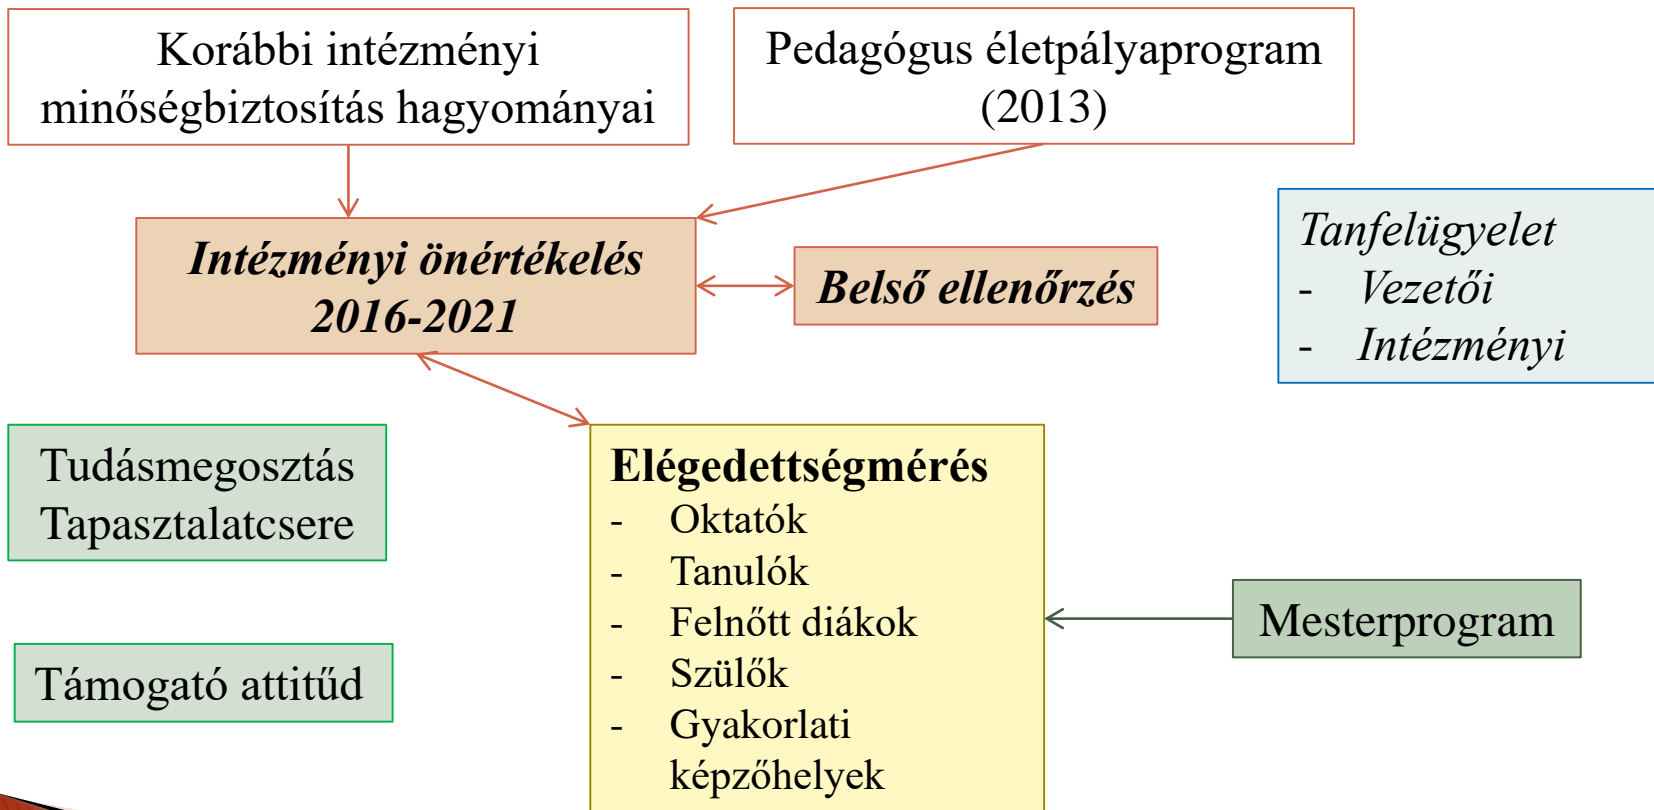 Korábbi intézményi
minőségbiztosítás hagyományai
Pedagógus életpályaprogram
(2013)
Intézményi önértékelés
2016-2021
Belső ellenőrzés
Tanfelügyelet
- Vezetői
- Intézményi
Tudásmegosztás
Tapasztalatcsere
Támogató attitűd
Elégedettségmérés
- Oktatók
- Tanulók
- Felnőtt diákok
- Szülők
- Gyakorlati
képzőhelyek
Mesterprogram